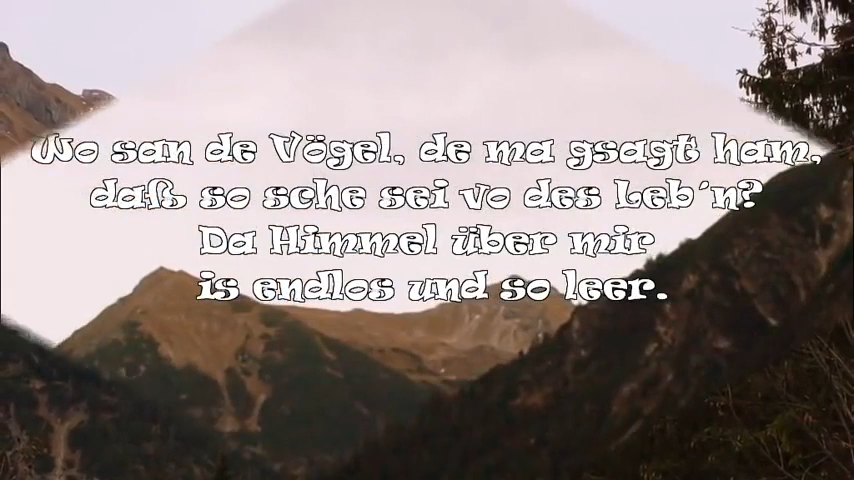 Wo san de Vögel, de ma gsagt ham,
daß so sche sei vo des Leb´n?
Da Himmel über mir
is endlos und so leer.